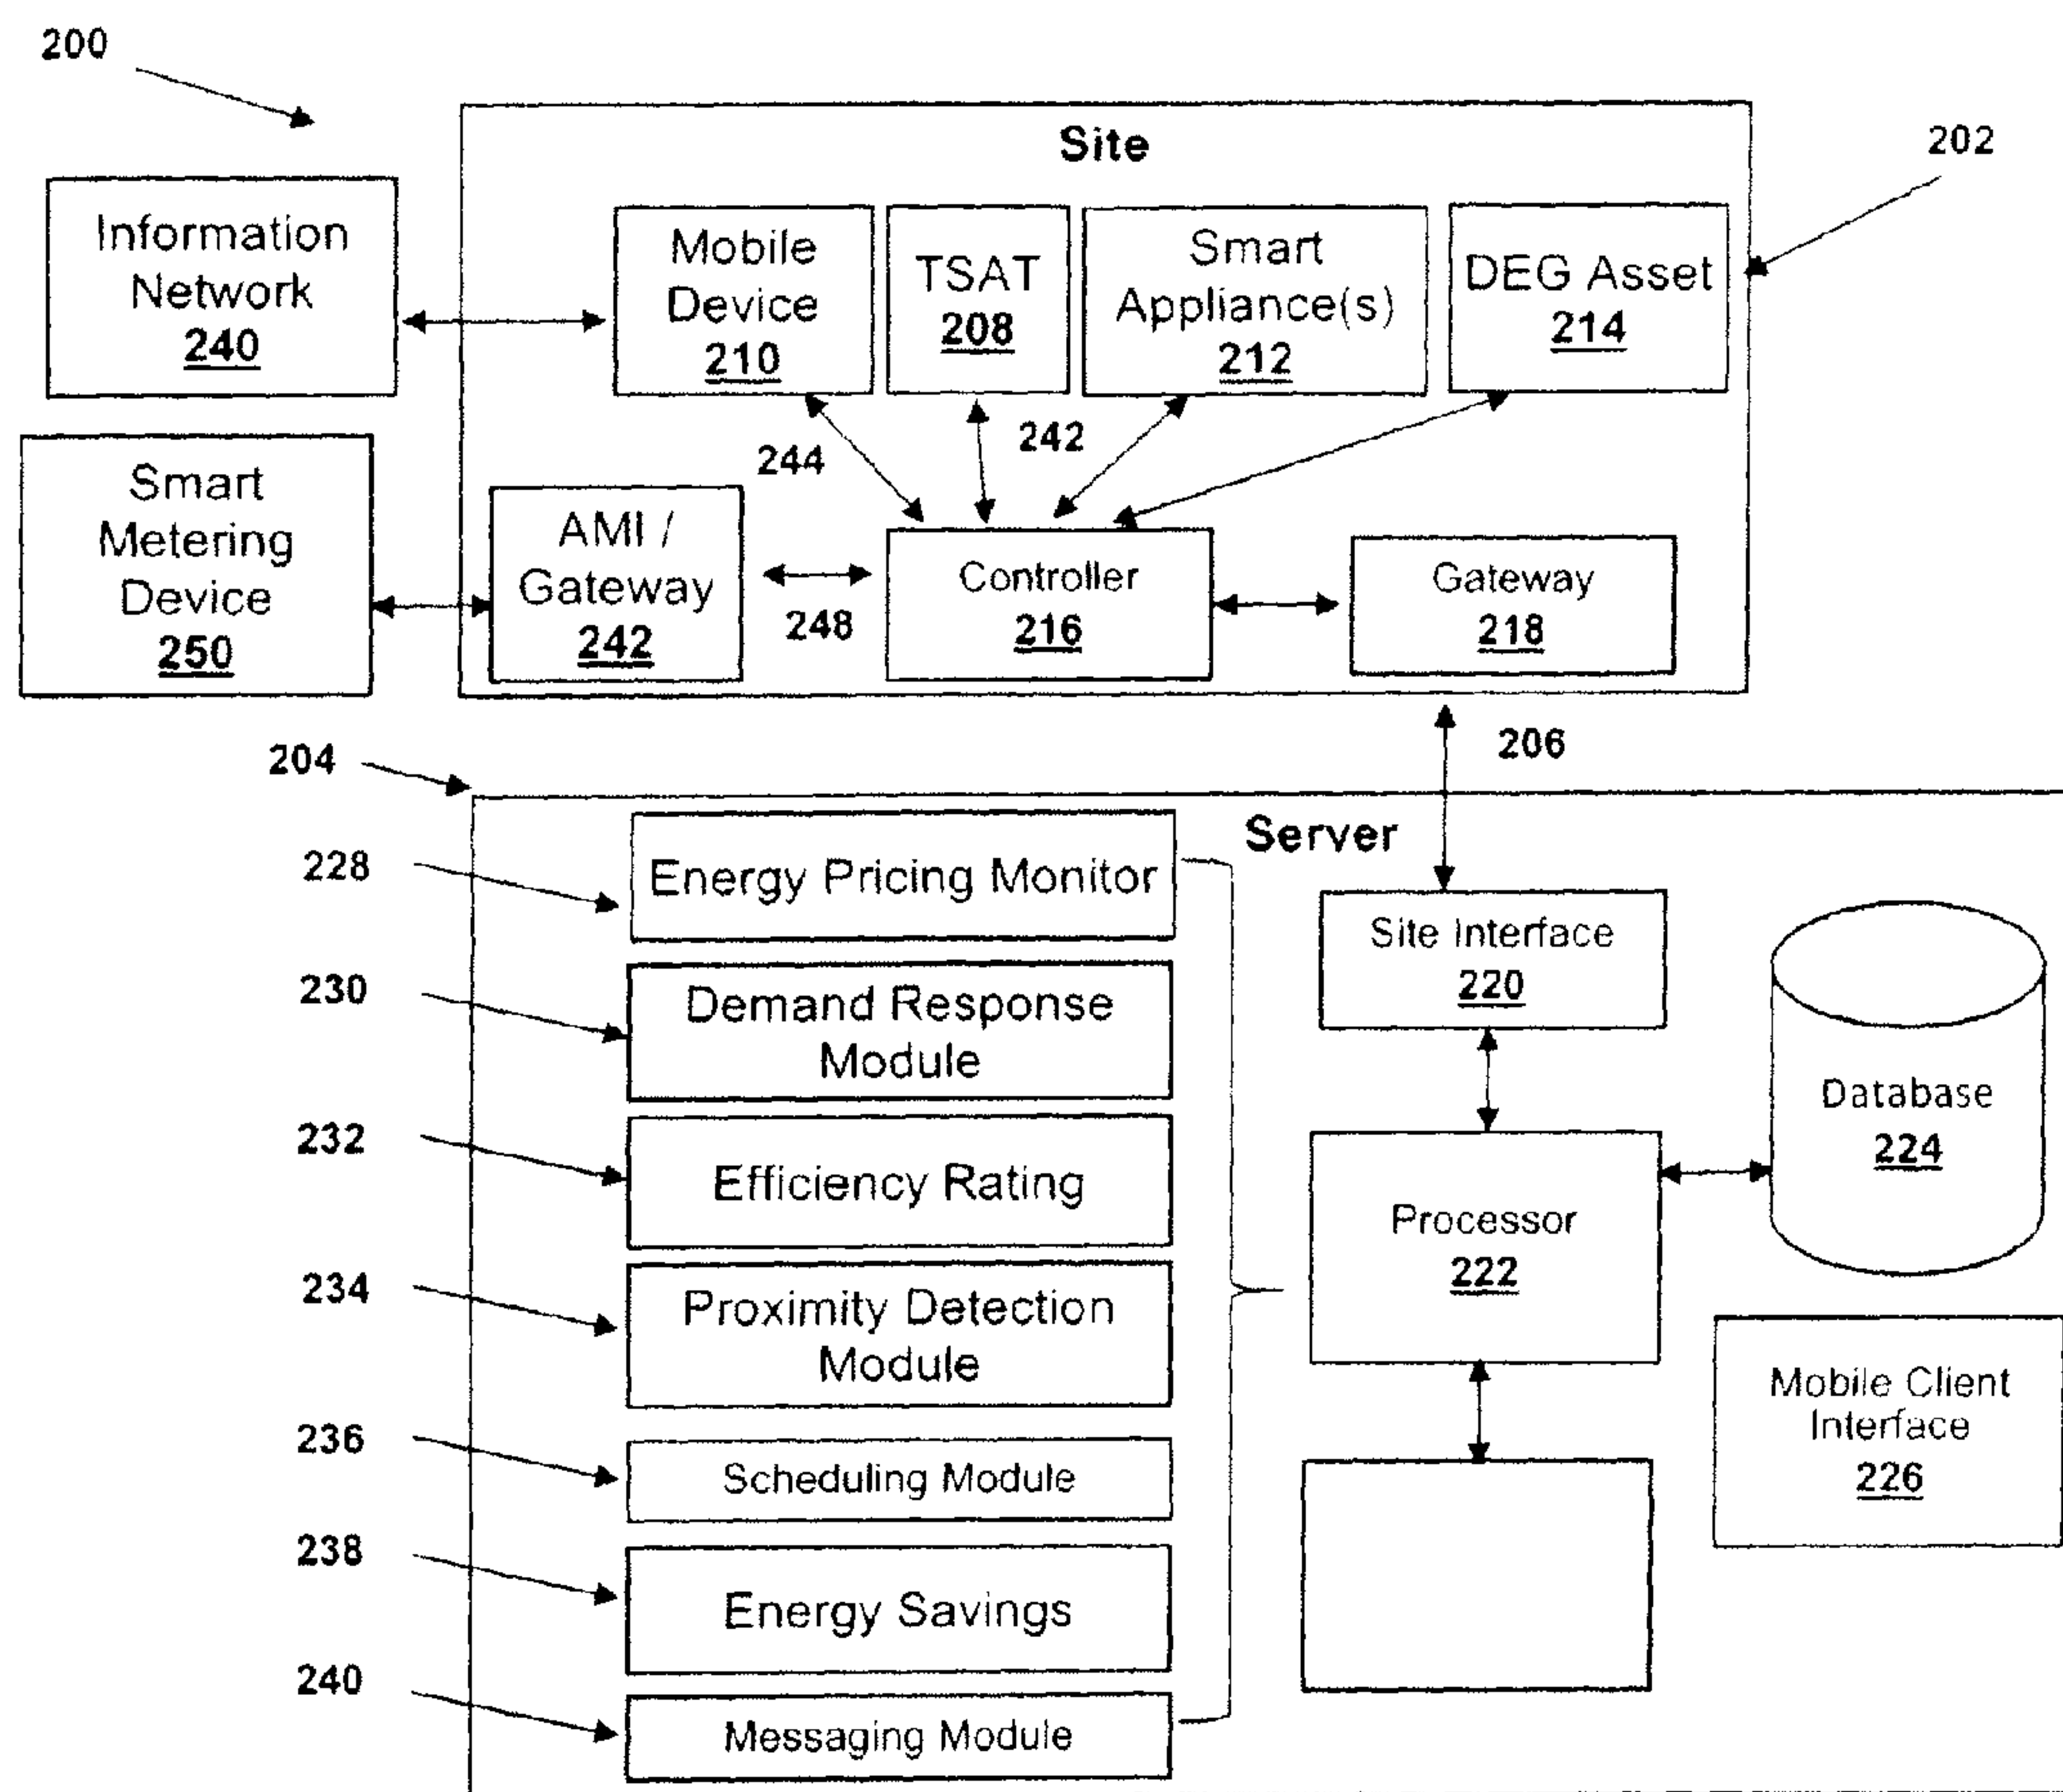 200
Site
202
Information
Network
240
Mobile
Device
210
TSAT
208
Smart
Appliance(s)
212
DEG Asset
214
244
242
Smart
Metering
Device
250
AMI /
Gateway
242
248
Controller
216
Gateway
218
206
204
Server
228
Energy Pricing Monitor
230
Demand Response
Module
232
Efficiency Rating
234
Proximity Detection
Module
236
Scheduling Module
238
Energy Savings
240
Messaging Module
Site Interface
220
Processor
222
Database
224
Mobile Client
Interface
226